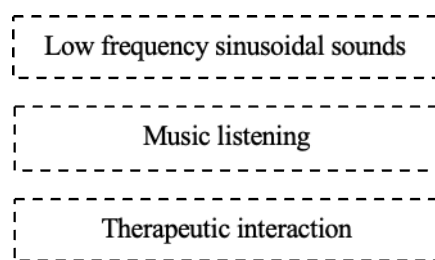 Low frequency sinusoidal sounds
Music listening
Therapeutic interaction